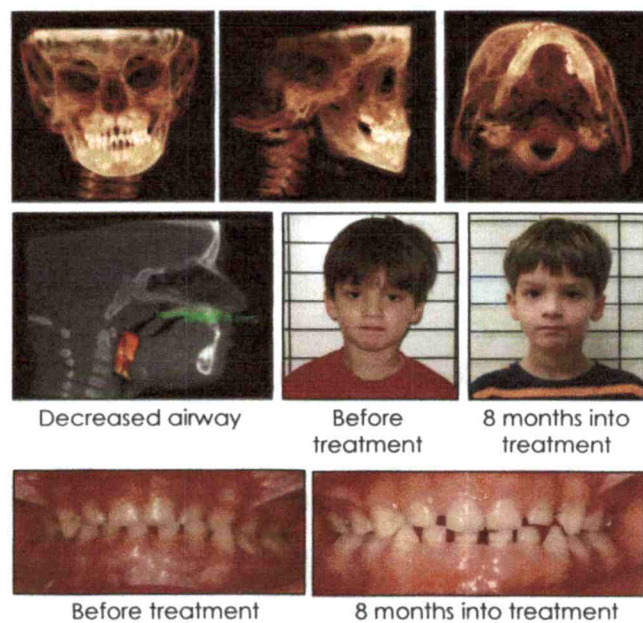 Decreased airway
Before
treatment
8 months into
treatment
Before treatment
8 months into treatment